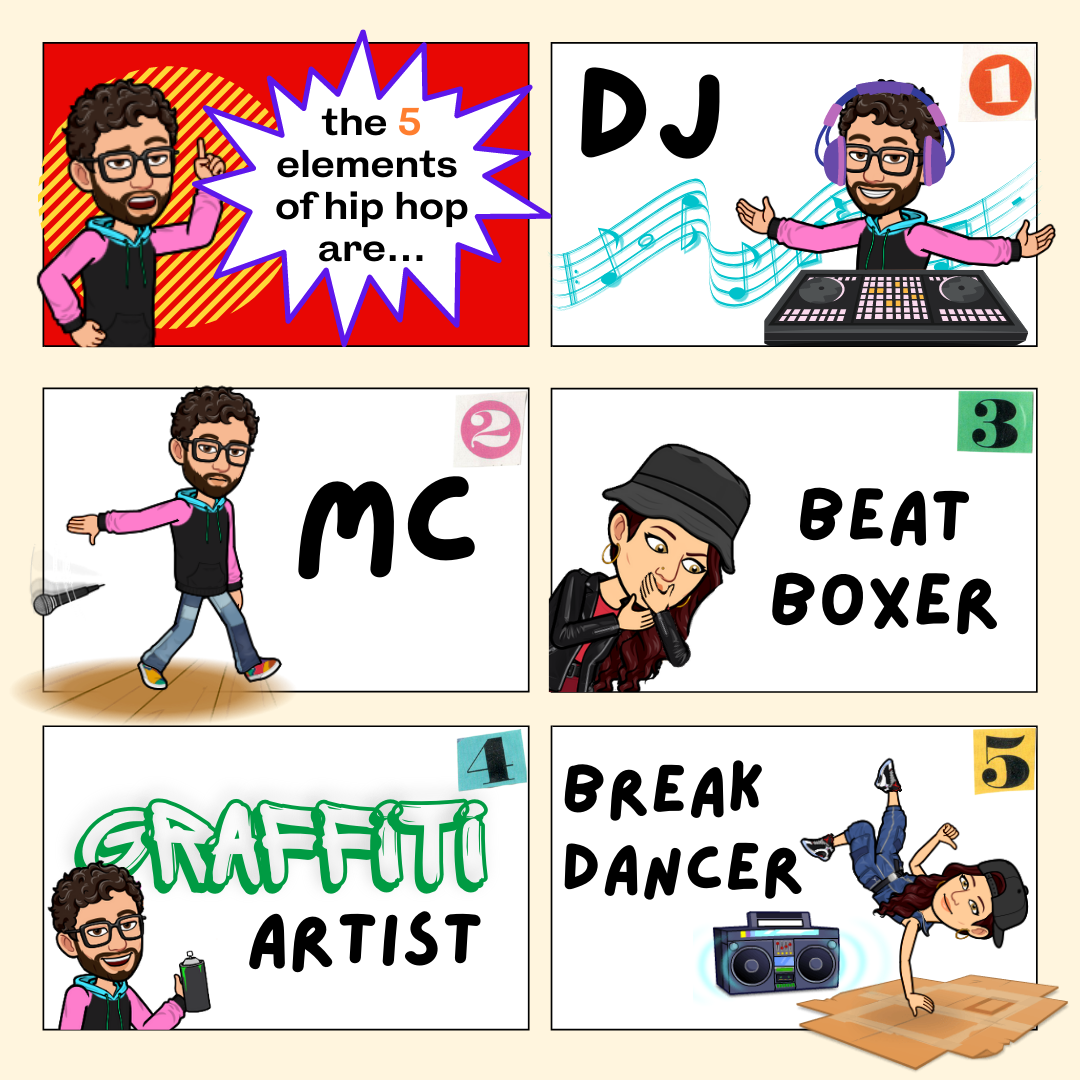 the 5
elements
of hip hop
are...
DJ
1
2
MC
3
BEAT
BOXER
4
GRAFFITI
ARTIST
5
BREAK
DANCER